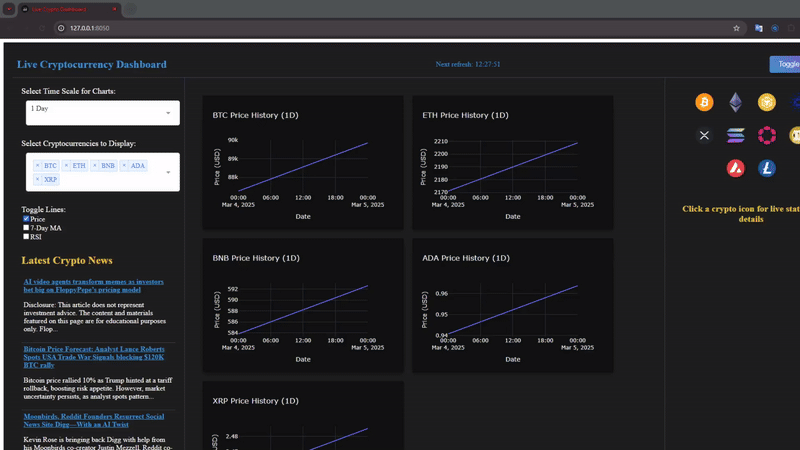 Live Cryptocurrency Dashboard
127.0.0.1:8050
Live Cryptocurrency Dashboard
Next refresh: 12:27:51
Toggle
Select Time Scale for Charts:
1 Day
Select Cryptocurrencies to Display:
× BTC × ETH × BNB × ADA
× XRP
Toggle Lines:
Price
7-Day MA
RSI
Latest Crypto News
AI video agents transform memes as investors
bet big on FloppyPepe's pricing model
Disclosure: This article does not represent
investment advice. The content and materials
featured on this page are for educational purposes
only. Flop...
Bitcoin Price Forecast: Analyst Lance Roberts
Spots USA Trade War Signals blocking $120K
BTC rally
Bitcoin price rallied 10% as Trump hinted at a tariff
rollback, boosting risk appetite. However, market
uncertainty persists, as analyst spots pattern...
Moonbirds, Reddit Founders Resurrect Social
News Site Digg—With an AI Twist
Kevin Rose is bringing back Digg with help from
his Moonbirds co-creator Justin Mezzell, Reddit co-
BTC Price History (1D)
Price (USD)
90k
89k
88k
00:00 06:00 12:00 18:00 00:00
Mar 4, 2025 Mar 5, 2025
Date
ETH Price History (1D)
Price (USD)
2210
2200
2190
2180
2170
00:00 06:00 12:00 18:00 00:00
Mar 4, 2025 Mar 5, 2025
Date
BNB Price History (1D)
Price (USD)
592
590
588
586
584
00:00 06:00 12:00 18:00 00:00
Mar 4, 2025 Mar 5, 2025
Date
ADA Price History (1D)
Price (USD)
0.96
0.95
0.94
00:00 06:00 12:00 18:00 00:00
Mar 4, 2025 Mar 5, 2025
Date
XRP Price History (1D)
2.48
Click a crypto icon for live stat
details